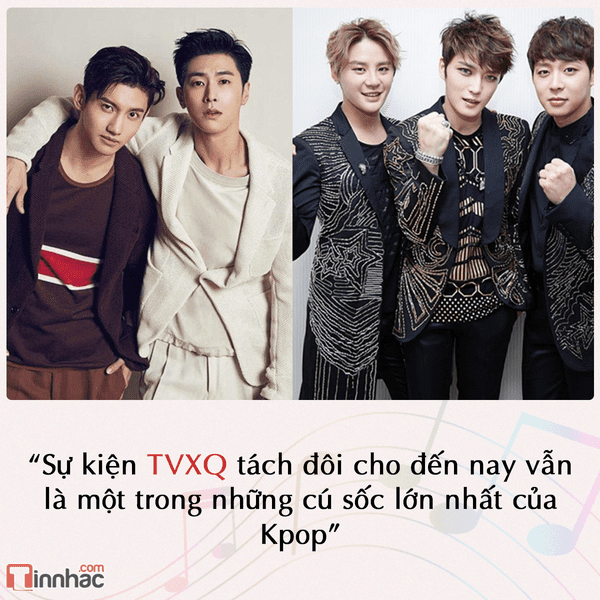 “Sự kiện TVXQ tách đôi cho đến nay vẫn
là một trong những cú sốc lớn nhất của
Kpop”
Tinnhac.com